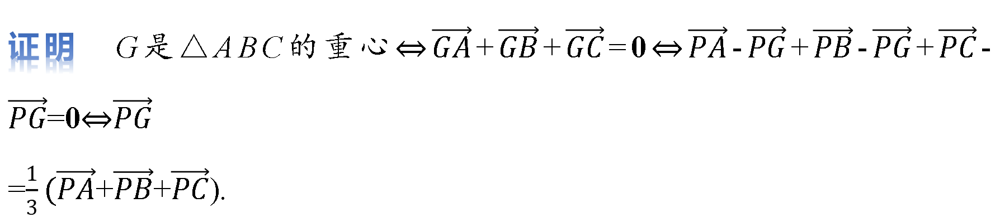 证明 G是△ABC的重心⇔$\overrightarrow{GA}$+$\overrightarrow{GB}$+$\overrightarrow{GC}$=**0**⇔$\overrightarrow{PA}$-$\overrightarrow{PG}$+$\overrightarrow{PB}$-$\overrightarrow{PG}$+$\overrightarrow{PC}$-
$\overrightarrow{PG}$=**0**⇔$\overrightarrow{PG}$
=$\frac{1}{3}$($\overrightarrow{PA}$+$\overrightarrow{PB}$+$\overrightarrow{PC}$).